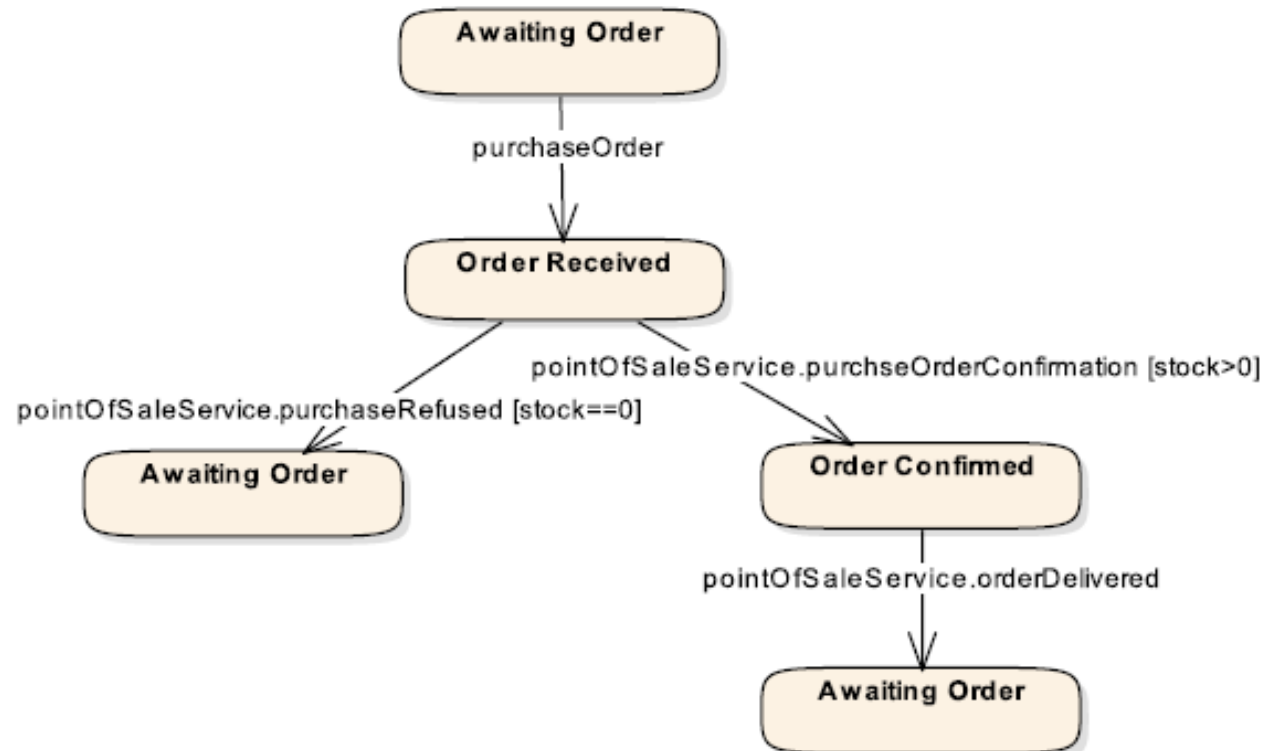 Awaiting Order
purchaseOrder
Order Received
pointOfSaleService.purchseOrderConfirmation [stock>0]
pointOfSaleService.purchaseRefused [stock==0]
Awaiting Order
Order Confirmed
pointOfSaleService.orderDelivered
Awaiting Order